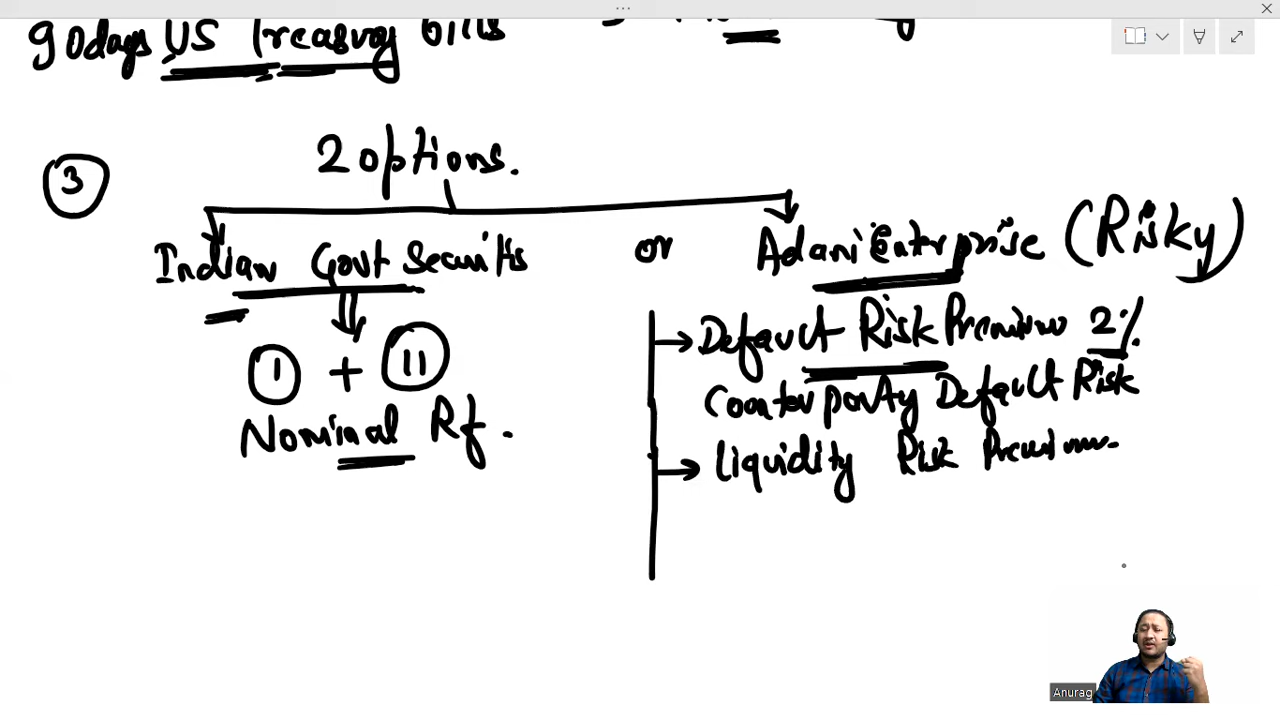 90days US Treasury bills
3
2 options.
Indian Govt Securitis or Adani Enterprise (Risky)
I + II
Nominal Rf.
→ Default Risk Premium 2%
Counterparty Default Risk
→ liquidity Risk Premium
Anurag